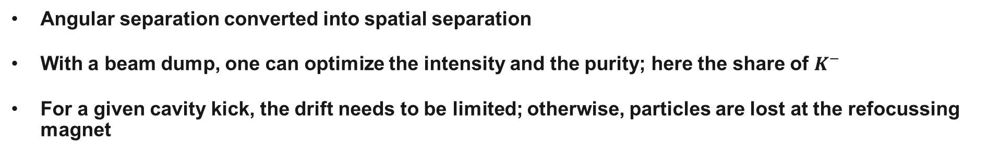 • Angular separation converted into spatial separation
• With a beam dump, one can optimize the intensity and the purity; here the share of K⁻
• For a given cavity kick, the drift needs to be limited; otherwise, particles are lost at the refocussing
magnet